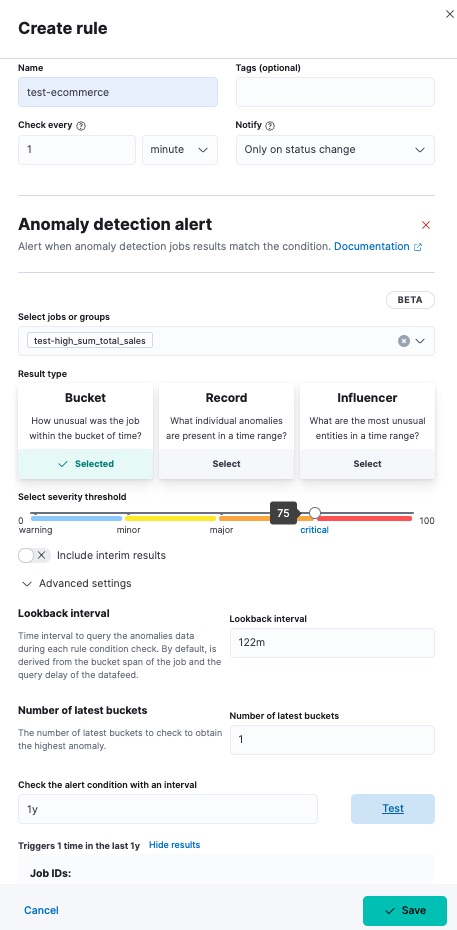 Create rule
Name
Tags (optional)
test-ecommerce
Check every
Notify
1
minute
Only on status change
Anomaly detection alert
Alert when anomaly detection jobs results match the condition. Documentation
BETA
Select jobs or groups
test-high_sum_total_sales
Result type
Bucket
How unusual was the job
within the bucket of time?
Selected
Record
What individual anomalies
are present in a time range?
Select
Influencer
What are the most unusual
entities in a time range?
Select
Select severity threshold
75
0
100
warning
minor
major
critical
Include interim results
Advanced settings
Lookback interval
Time interval to query the anomalies data
during each rule condition check. By default, is
derived from the bucket span of the job and the
query delay of the datafeed.
Lookback interval
122m
Number of latest buckets
The number of latest buckets to check to obtain
the highest anomaly.
Number of latest buckets
1
Check the alert condition with an interval
1y
Test
Triggers 1 time in the last 1y Hide results
Job IDs:
Cancel
Save